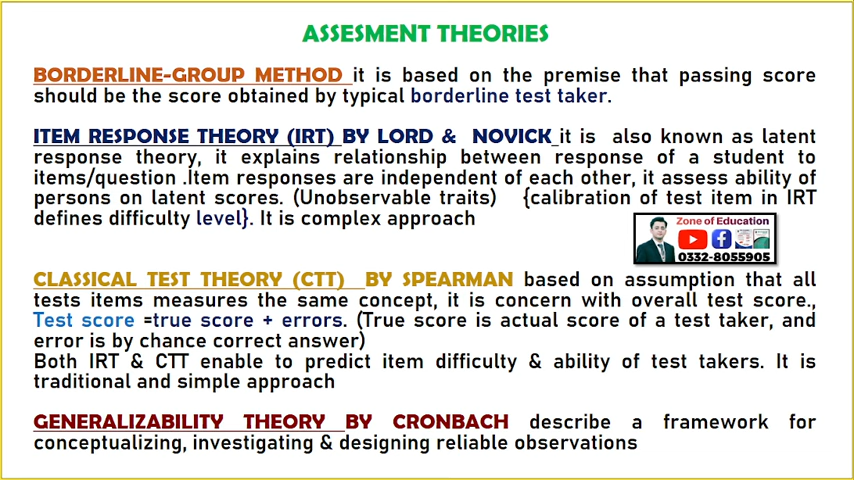 ASSESMENT THEORIES
BORDERLINE-GROUP METHOD it is based on the premise that passing score
should be the score obtained by typical borderline test taker.
ITEM RESPONSE THEORY (IRT) BY LORD & NOVICK it is also known as latent
response theory, it explains relationship between response of a student to
items/question .Item responses are independent of each other, it assess ability of
persons on latent scores. (Unobservable traits) {calibration of test item in IRT
defines difficulty level}. It is complex approach
Zone of Education
0332-8055905
CLASSICAL TEST THEORY (CTT) BY SPEARMAN based on assumption that all
tests items measures the same concept, it is concern with overall test score.,
Test score =true score + errors. (True score is actual score of a test taker, and
error is by chance correct answer)
Both IRT & CTT enable to predict item difficulty & ability of test takers. It is
traditional and simple approach
GENERALIZABILITY THEORY BY CRONBACH describe a framework for
conceptualizing, investigating & designing reliable observations